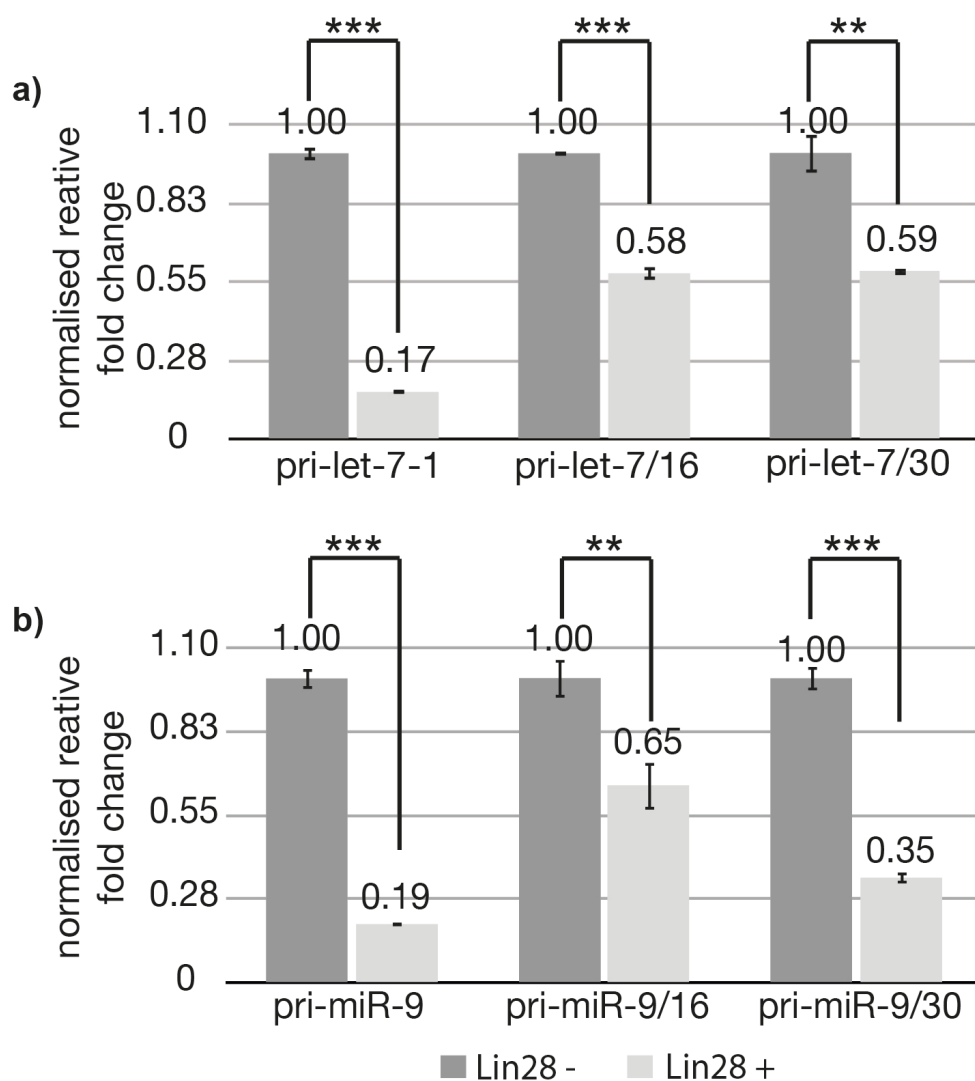 a)
normalised reative
fold change
1.10
0.83
0.55
0.28
0
*** *** **
1.00 1.00 1.00
0.17 0.58 0.59
pri-let-7-1 pri-let-7/16 pri-let-7/30
b)
normalised reative
fold change
1.10
0.83
0.55
0.28
0
*** ** ***
1.00 1.00 1.00
0.19 0.65 0.35
pri-miR-9 pri-miR-9/16 pri-miR-9/30
Lin28 - Lin28 +